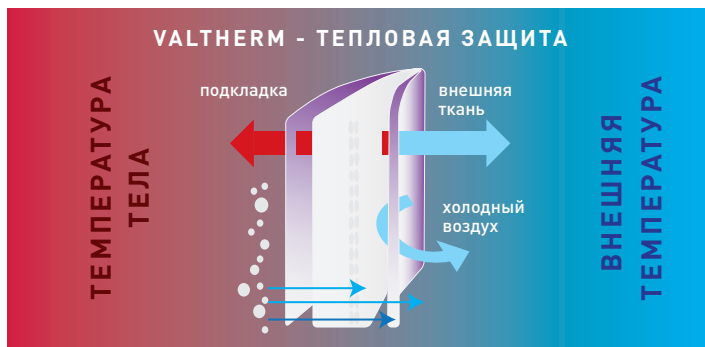 VALTHERM - ТЕПЛОВАЯ ЗАЩИТА
ТЕМПЕРАТУРА
ТЕЛА
подкладка
внешняя
ткань
холодный
воздух
ВНЕШНЯЯ
ТЕМПЕРАТУРА